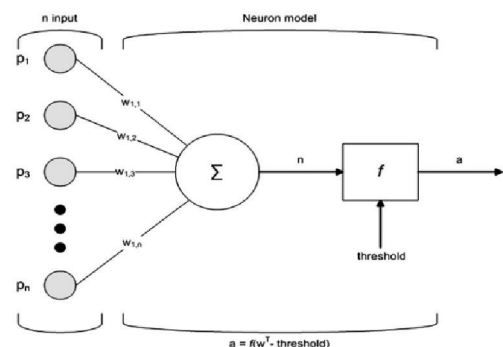 n input
Neuron model
p1
w1,1
p2
w1,2
p3
w1,3
Σ
n
f
a
threshold
w1,n
pn
a = f(wT- threshold)